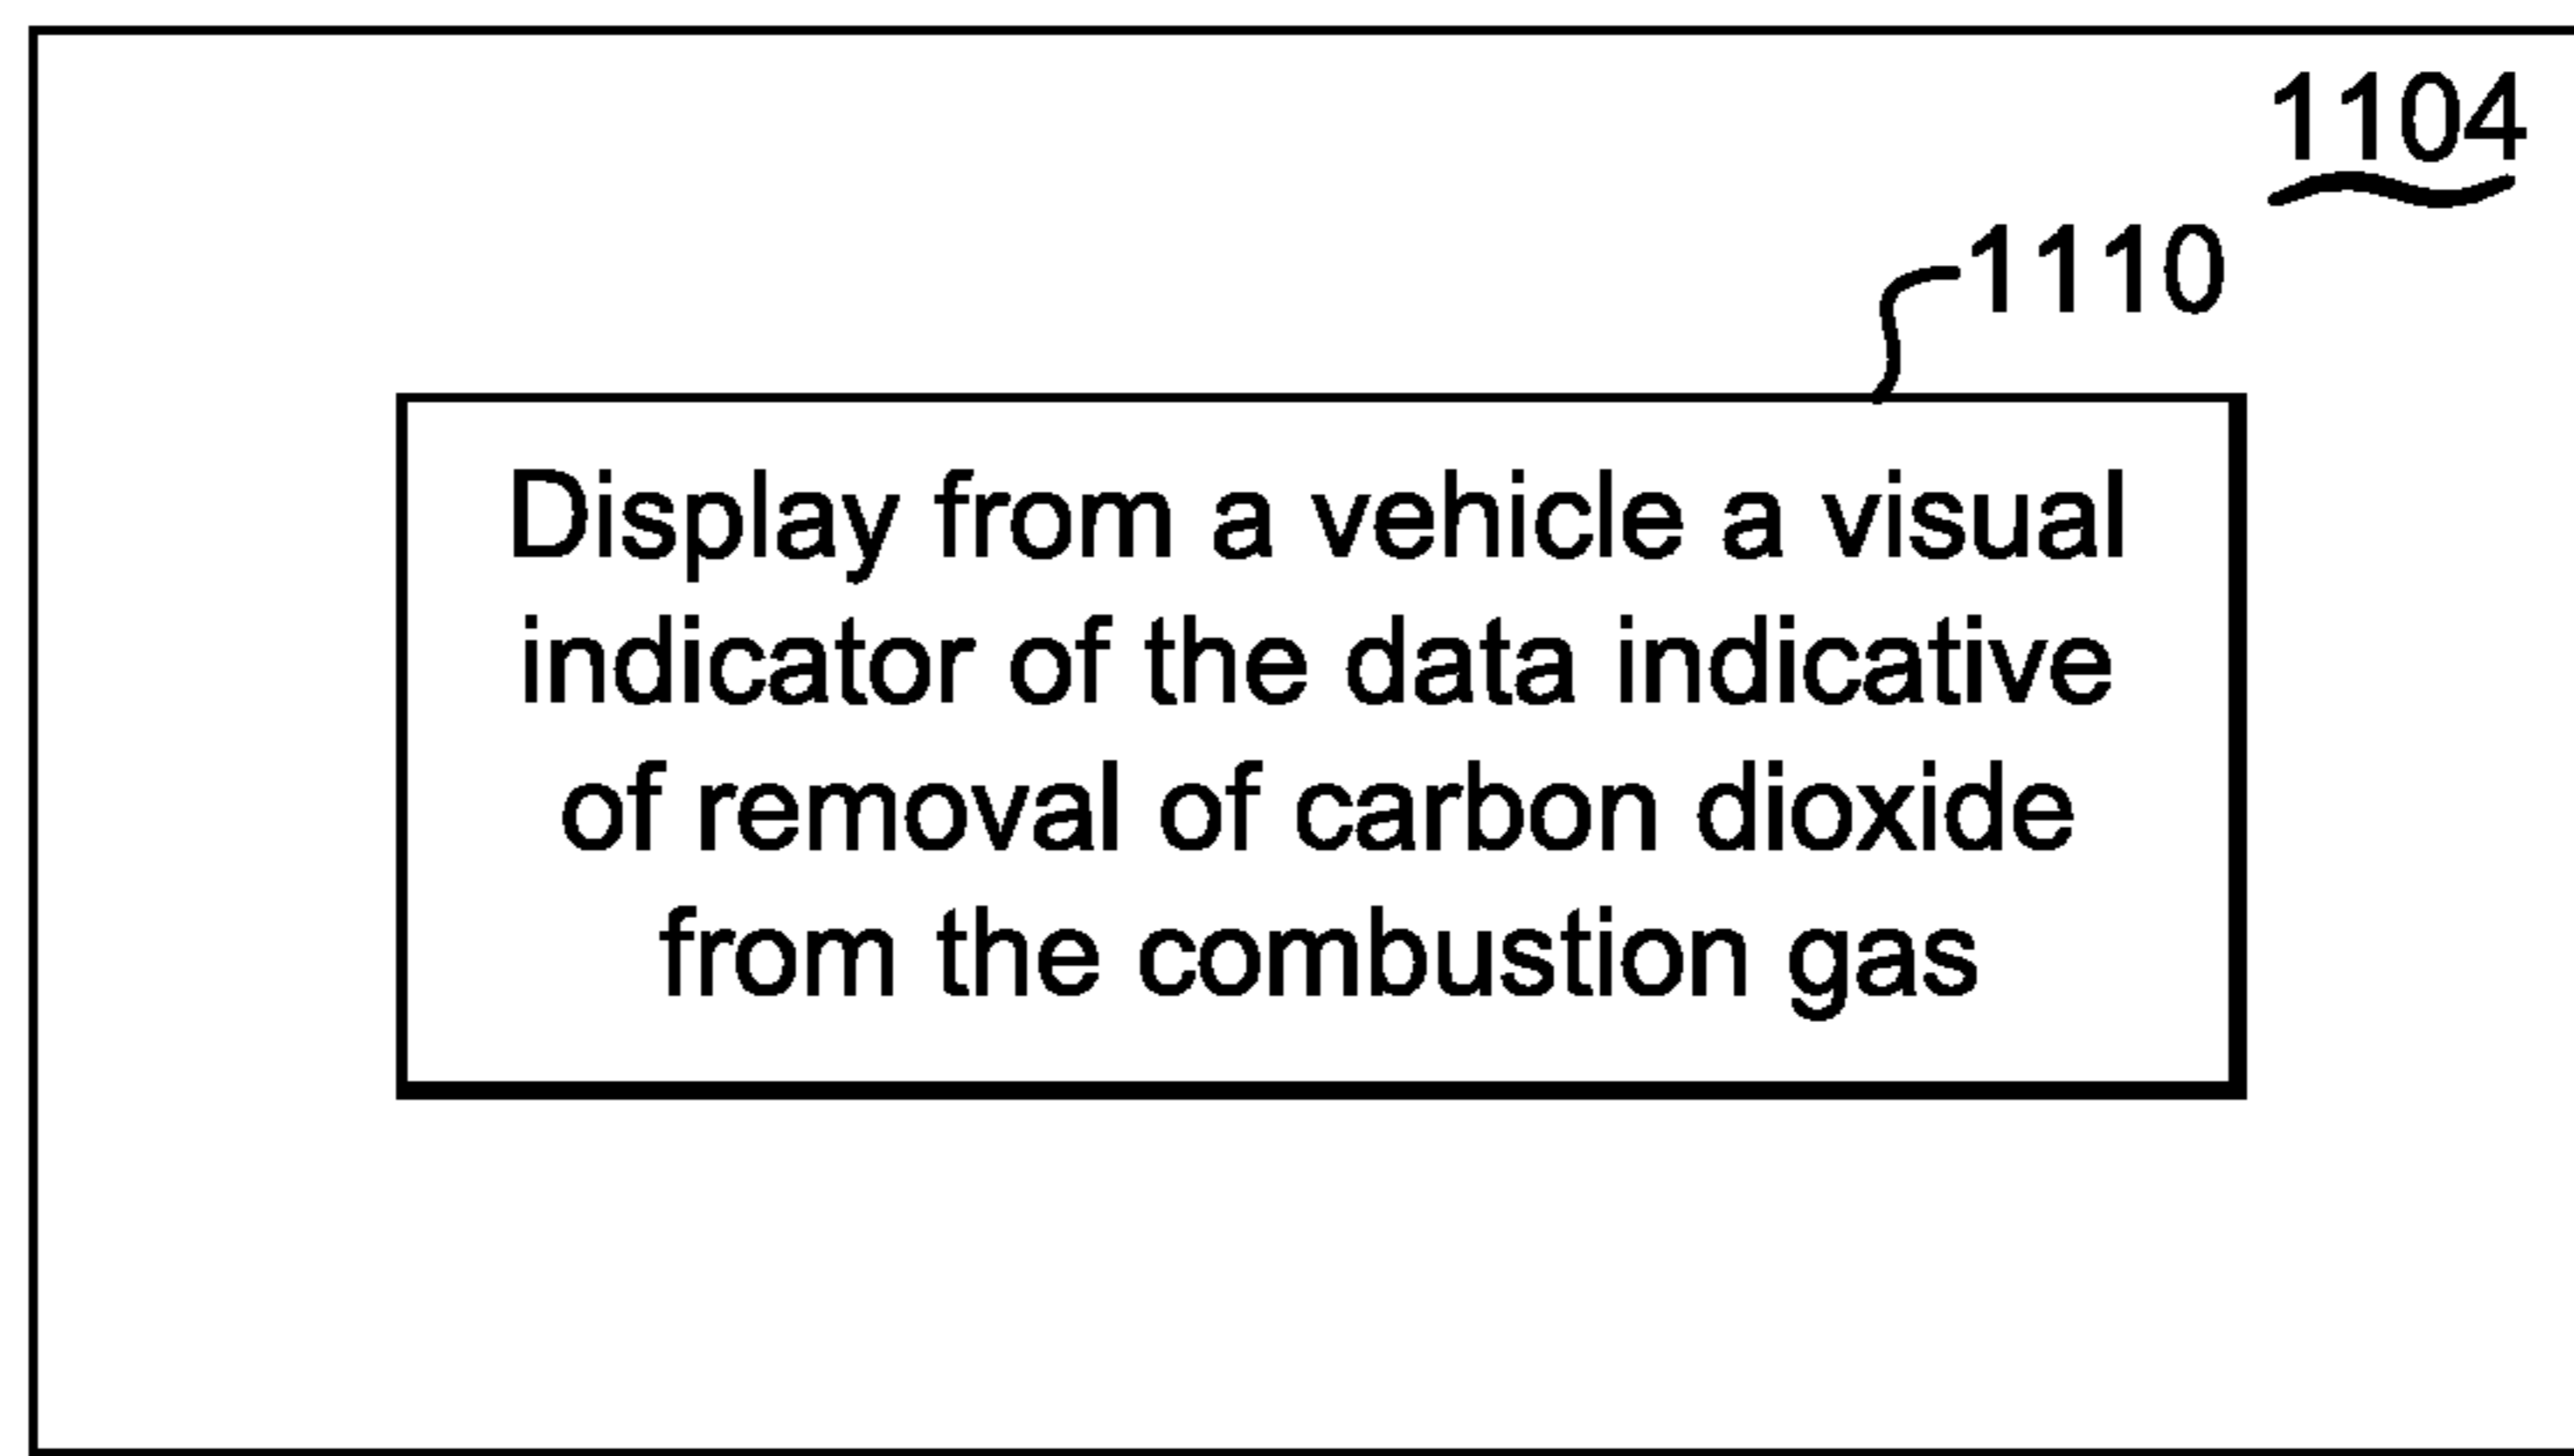 1104
1110
Display from a vehicle a visual
indicator of the data indicative
of removal of carbon dioxide
from the combustion gas